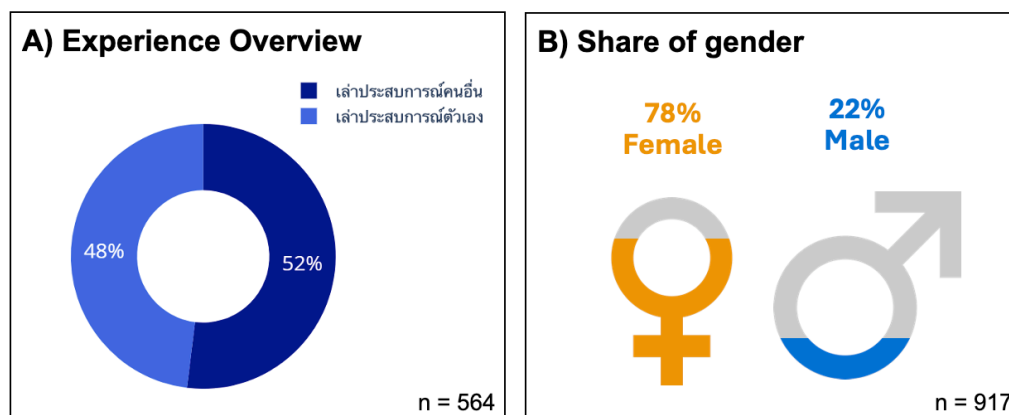 A) Experience Overview
เล่าประสบการณ์คนอื่น
เล่าประสบการณ์ตัวเอง
48%
52%
n = 564
B) Share of gender
78%
Female
22%
Male
n = 917